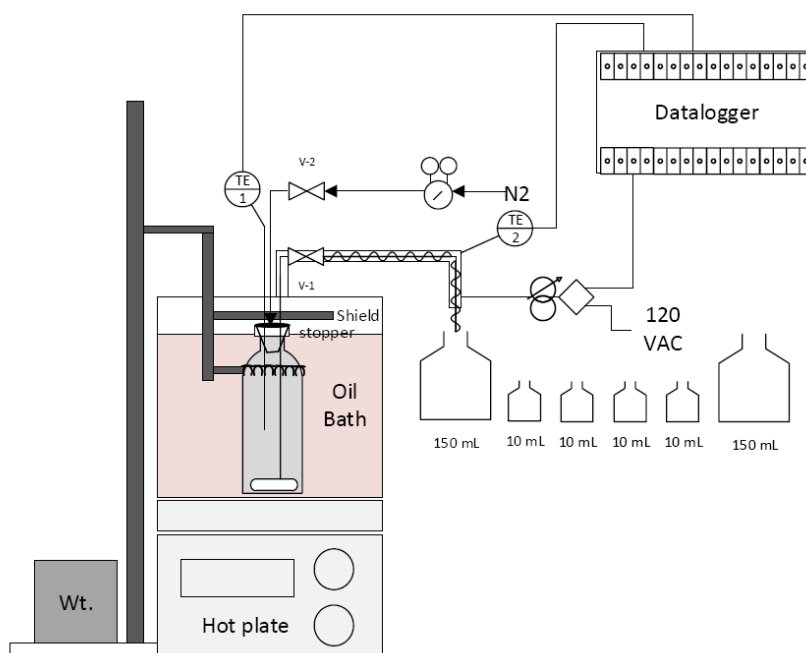 Datalogger
TE
1
V-2
N2
TE
2
V-1
Shield
stopper
120
VAC
Oil
Bath
150 mL
10 mL
10 mL
10 mL
10 mL
150 mL
Wt.
Hot plate